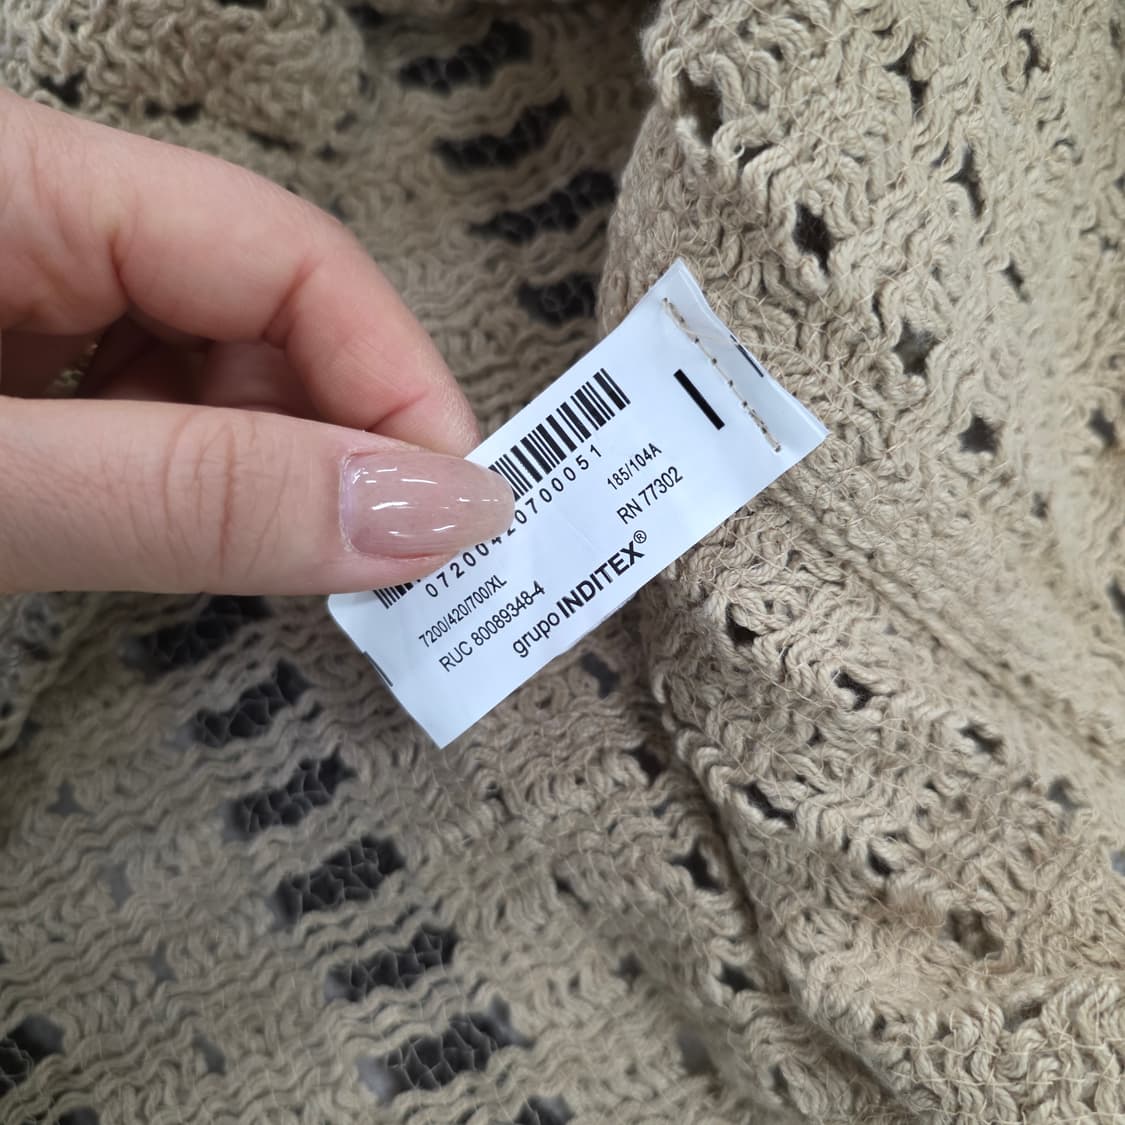 07200420700051
7200/420/700/XL
185/104A
RUC 80089348-4
RN 77302
grupo INDITEX®